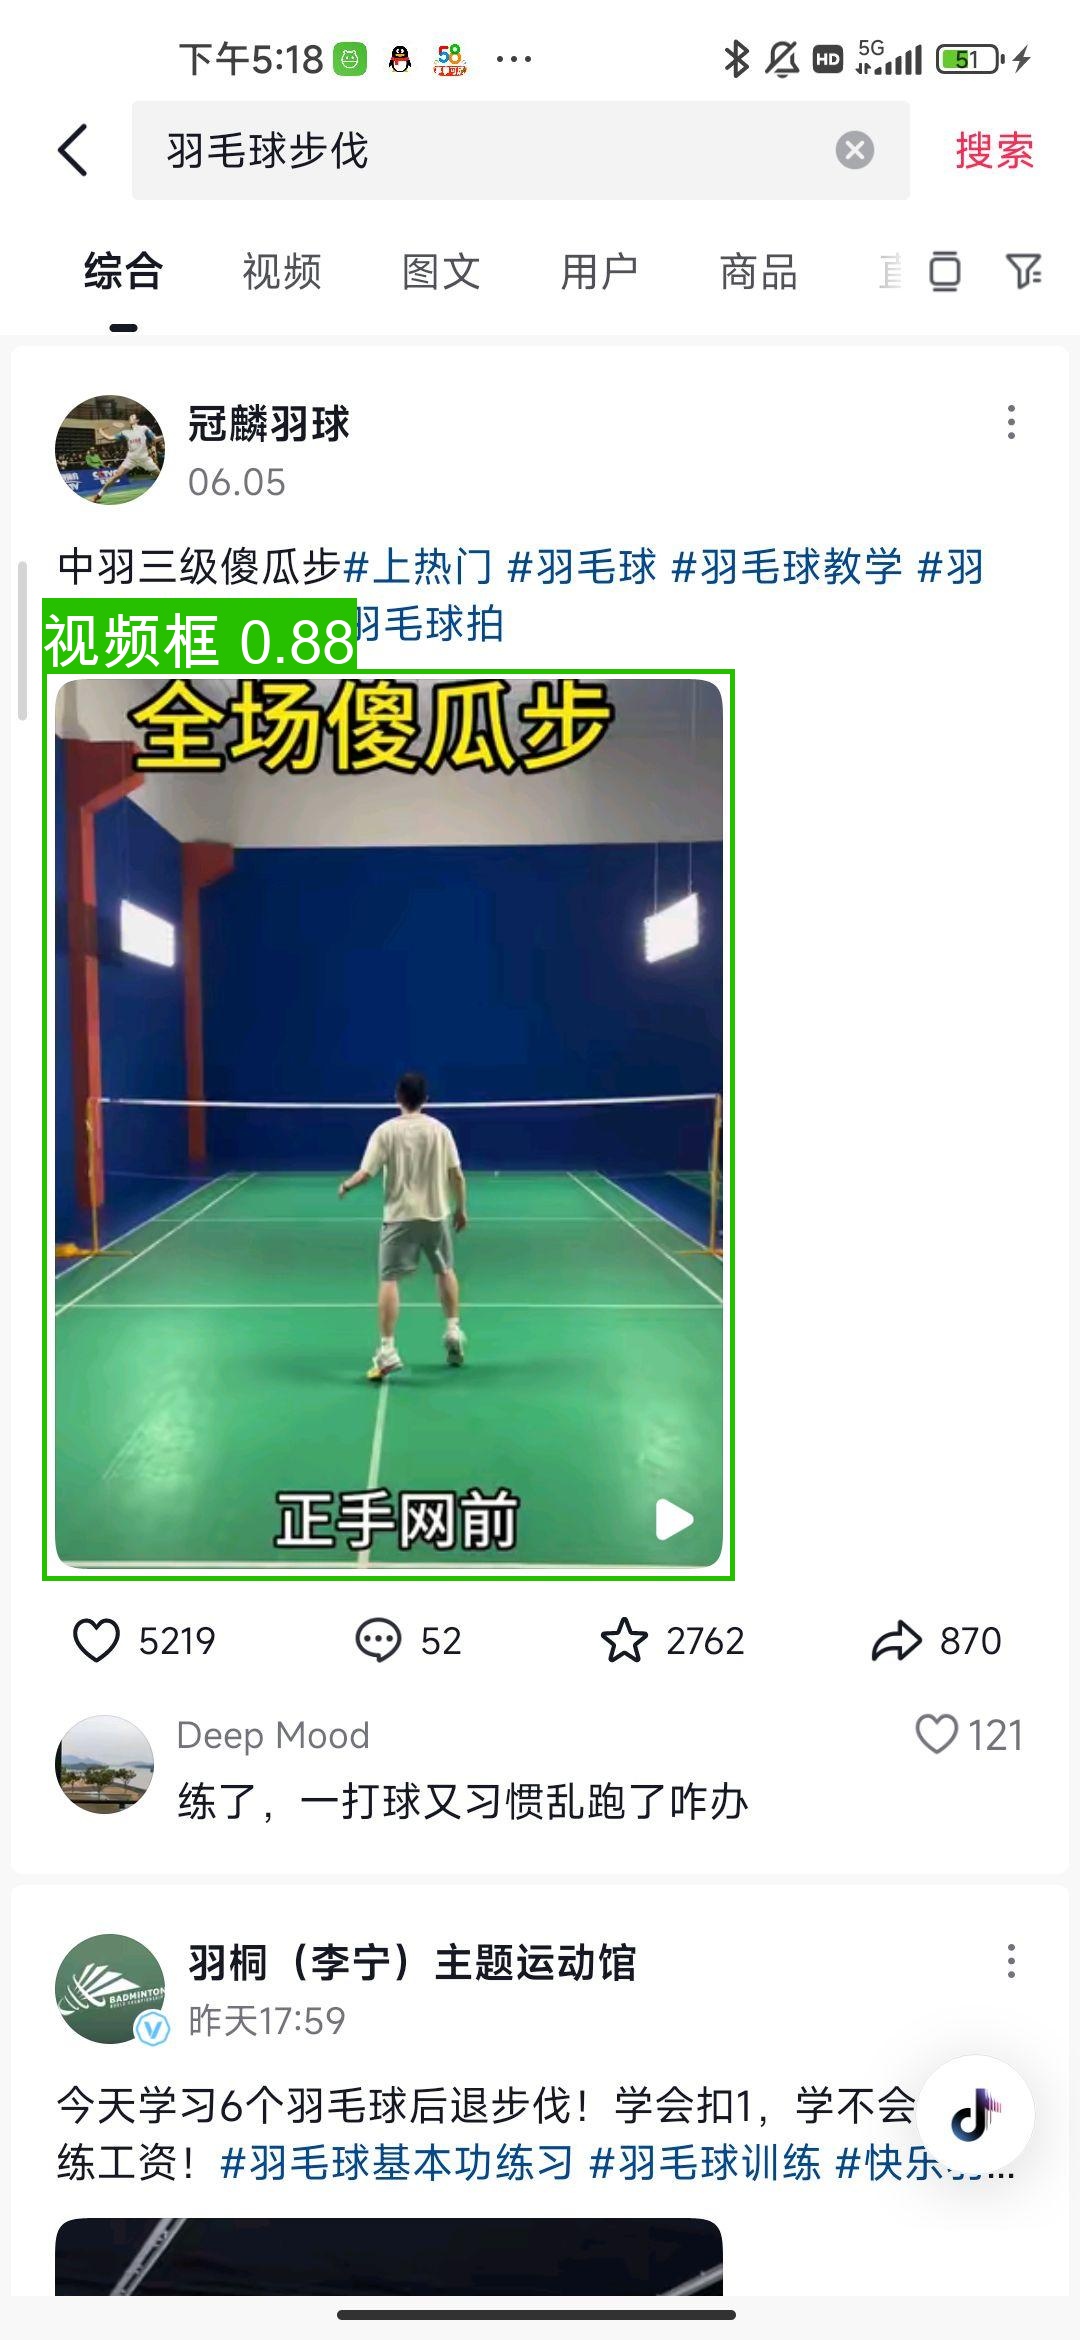 下午5:18 58 ... HD 5G 51
羽毛球步伐 搜索
综合 视频 图文 用户 商品
冠麟羽球
06.05
中羽三级傻瓜步#上热门 #羽毛球 #羽毛球教学 #羽
视频框 0.88 羽毛球拍
全场傻瓜步
正手网前
5219 52 2762 870
Deep Mood 121
练了，一打球又习惯乱跑了咋办
羽桐（李宁）主题运动馆
BADMINTON
昨天17:59
今天学习6个羽毛球后退步伐！学会扣1，学不会
练工资！#羽毛球基本功练习 #羽毛球训练 #快乐羽...